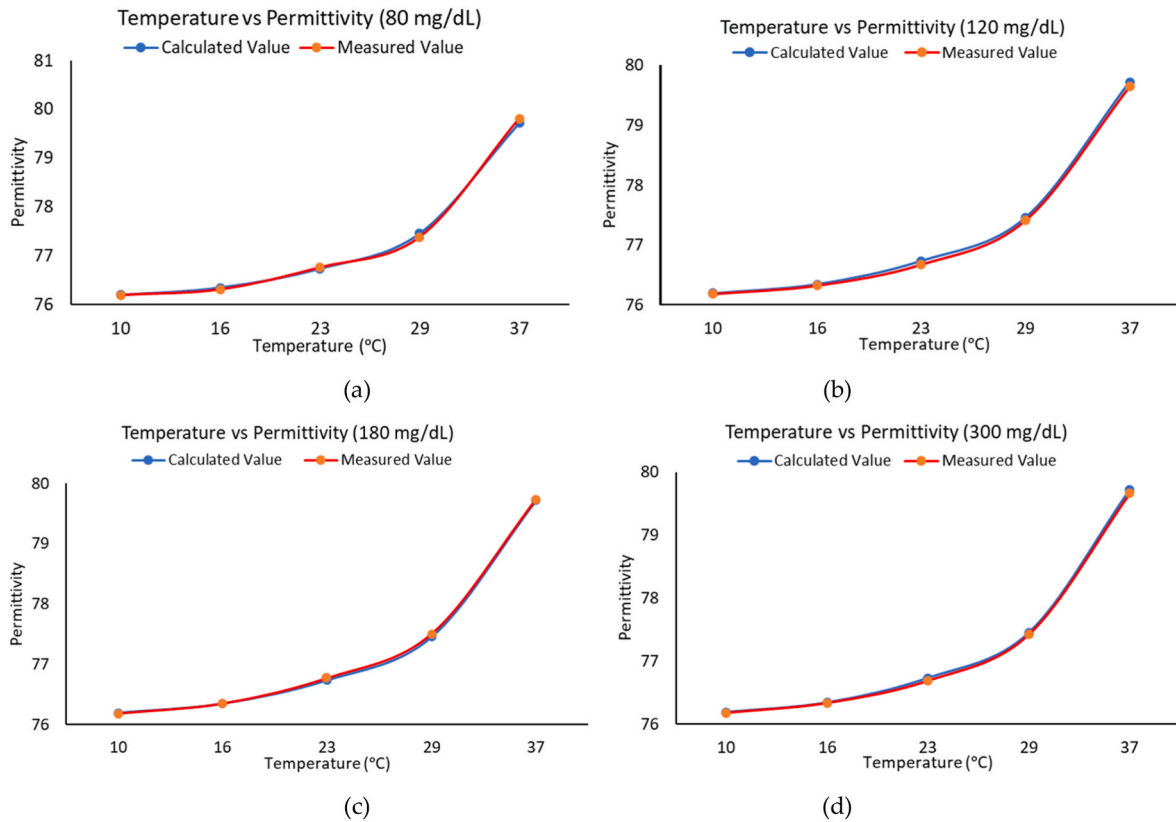 Temperature vs Permittivity (80 mg/dL)
Calculated Value Measured Value
81
80
79
78
77
76
Permittivity
10 16 23 29 37
Temperature (°C)
(a)
Temperature vs Permittivity (120 mg/dL)
Calculated Value Measured Value
80
79
78
77
76
Permittivity
10 16 23 29 37
Temperature (°C)
(b)
Temperature vs Permittivity (180 mg/dL)
Calculated Value Measured Value
80
79
78
77
76
Permittivity
10 16 23 29 37
Temperature (°C)
(c)
Temperature vs Permittivity (300 mg/dL)
Calculated Value Measured Value
80
79
78
77
76
Permittivity
10 16 23 29 37
Temperature (°C)
(d)